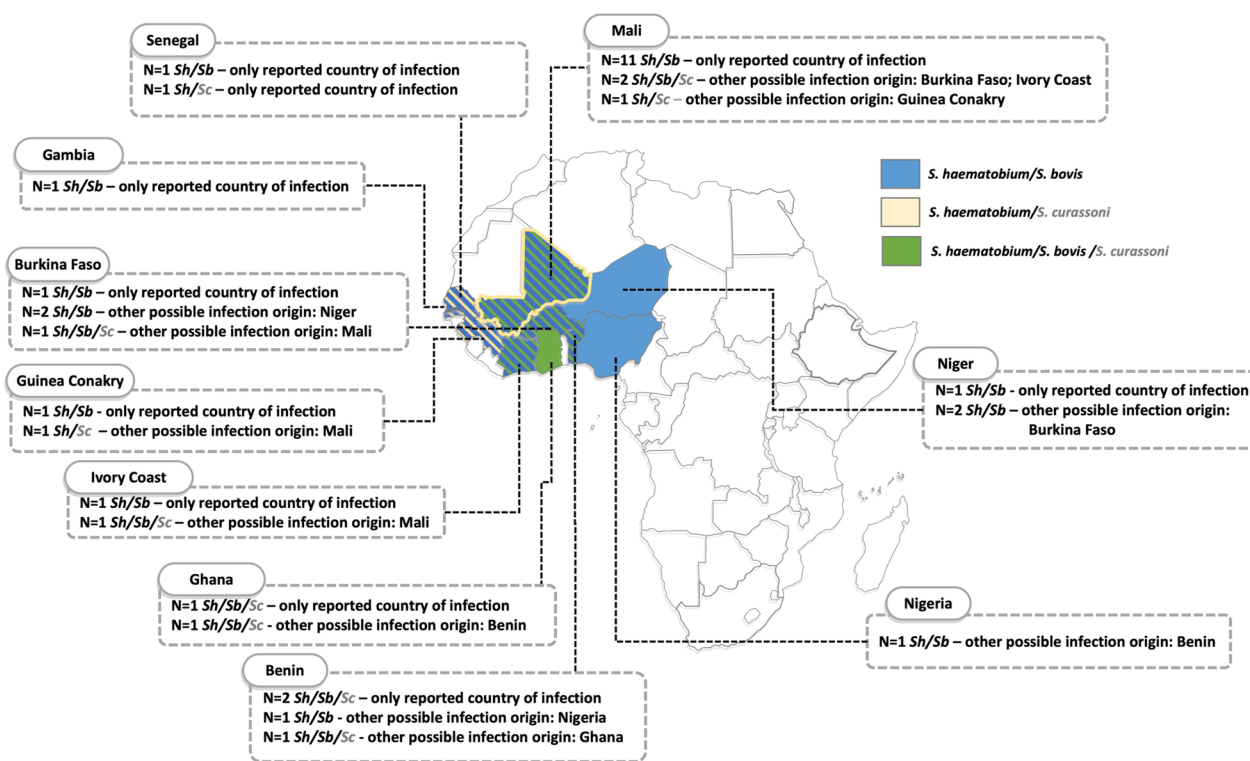 Senegal
N=1 Sh/Sb – only reported country of infection
N=1 Sh/Sc – only reported country of infection
Mali
N=11 Sh/Sb – only reported country of infection
N=2 Sh/Sb/Sc – other possible infection origin: Burkina Faso; Ivory Coast
N=1 Sh/Sc – other possible infection origin: Guinea Conakry
Gambia
N=1 Sh/Sb – only reported country of infection
S. haematobium/S. bovis
S. haematobium/S. curassoni
S. haematobium/S. bovis /S. curassoni
Burkina Faso
N=1 Sh/Sb – only reported country of infection
N=2 Sh/Sb – other possible infection origin: Niger
N=1 Sh/Sb/Sc – other possible infection origin: Mali
Guinea Conakry
N=1 Sh/Sb - only reported country of infection
N=1 Sh/Sc – other possible infection origin: Mali
Niger
N=1 Sh/Sb - only reported country of infection
N=2 Sh/Sb – other possible infection origin:
Burkina Faso
Ivory Coast
N=1 Sh/Sb – only reported country of infection
N=1 Sh/Sb/Sc – other possible infection origin: Mali
Ghana
N=1 Sh/Sb/Sc – only reported country of infection
N=1 Sh/Sb/Sc - other possible infection origin: Benin
Nigeria
N=1 Sh/Sb – other possible infection origin: Benin
Benin
N=2 Sh/Sb/Sc – only reported country of infection
N=1 Sh/Sb - other possible infection origin: Nigeria
N=1 Sh/Sb/Sc - other possible infection origin: Ghana